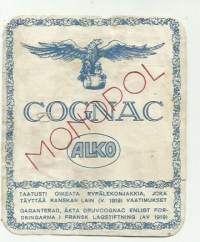 COGNAC
MONOPOL
ALKO
TAATUSTI OIKEATA RYPÄLEKONJAKKIA, JOKA
TÄYTTÄÄ RANSKAN LAIN (V. 1919) VAATIMUKSET
GARANTERAD, ÄKTA DRUVCOGNAC ENLIGT FOR-
DRINGARNA I FRANSK LAGSTIFTNING (AV 1919)